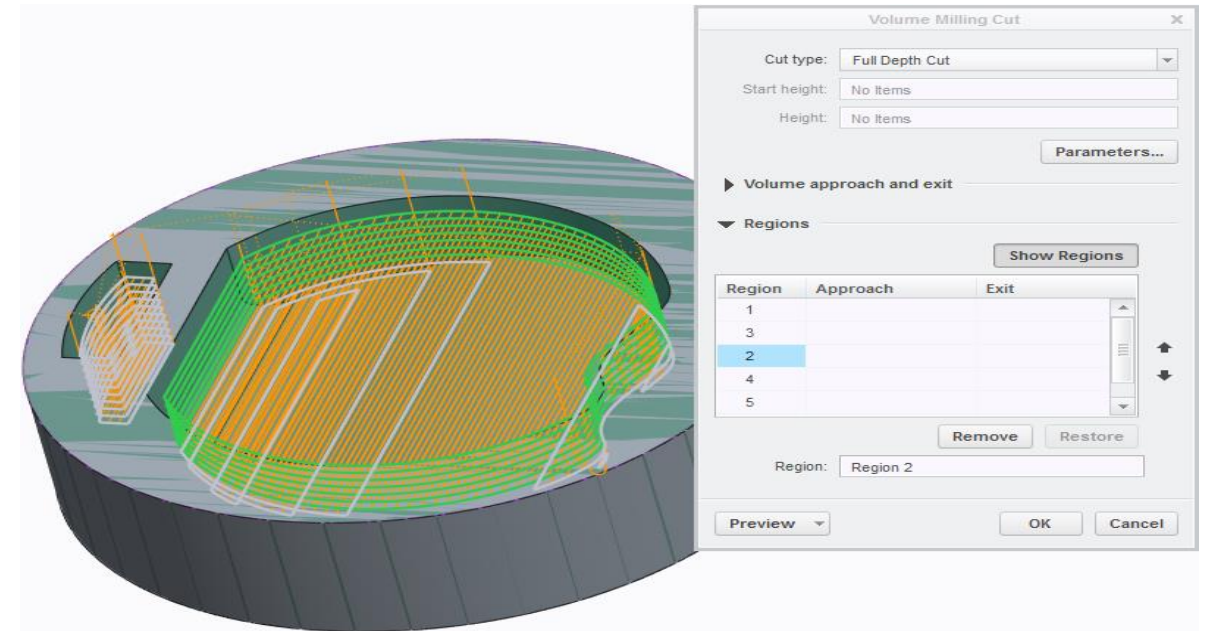 Volume Milling Cut
Cut type: Full Depth Cut
Start height: No Items
Height: No Items
Parameters...
Volume approach and exit
Regions
Show Regions
Region Approach Exit
1
3
2
4
5
Remove Restore
Region: Region 2
Preview OK Cancel